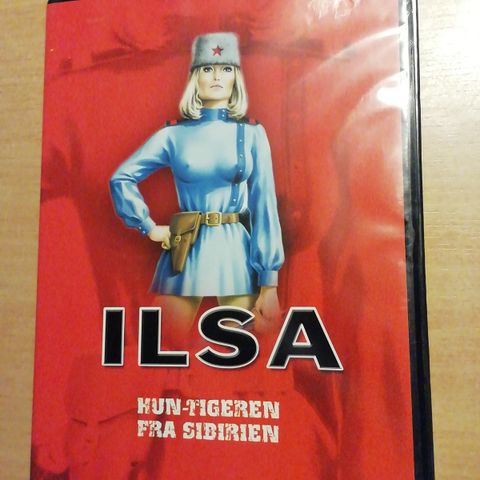 ILSA
HUN-TIGEREN
FRA SIBIRIEN